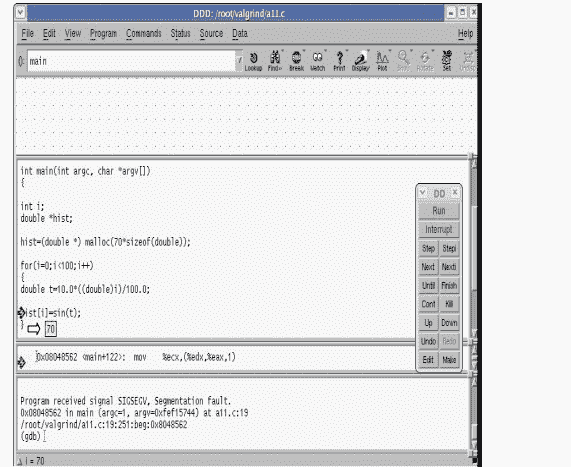 DDD: /root/valgrind/a11.c
File Edit View Program Commands Status Source Data Help
(): main
Lookup Find» Break Watch Print Display Plot Rotate Set
int main(int argc, char *argv[])
{
int i;
double *hist;
hist=(double *) malloc(70*sizeof(double));
for(i=0;i<100;i++)
{
double t=10.0*((double)i)/100.0;
ist[i]=sin(t);
}
70
DD
Run
Interrupt
Step Stepi
Next Nexti
Until Finish
Cont Kill
Up Down
Undo Redo
Edit Make
0x08048562 <main+122>: mov %ecx,(%edx,%eax,1)
Program received signal SIGSEGV, Segmentation fault.
0x08048562 in main (argc=1, argv=0xfef15744) at a11.c:19
/root/valgrind/a11.c:19:251:beg:0x8048562
(gdb)
i = 70